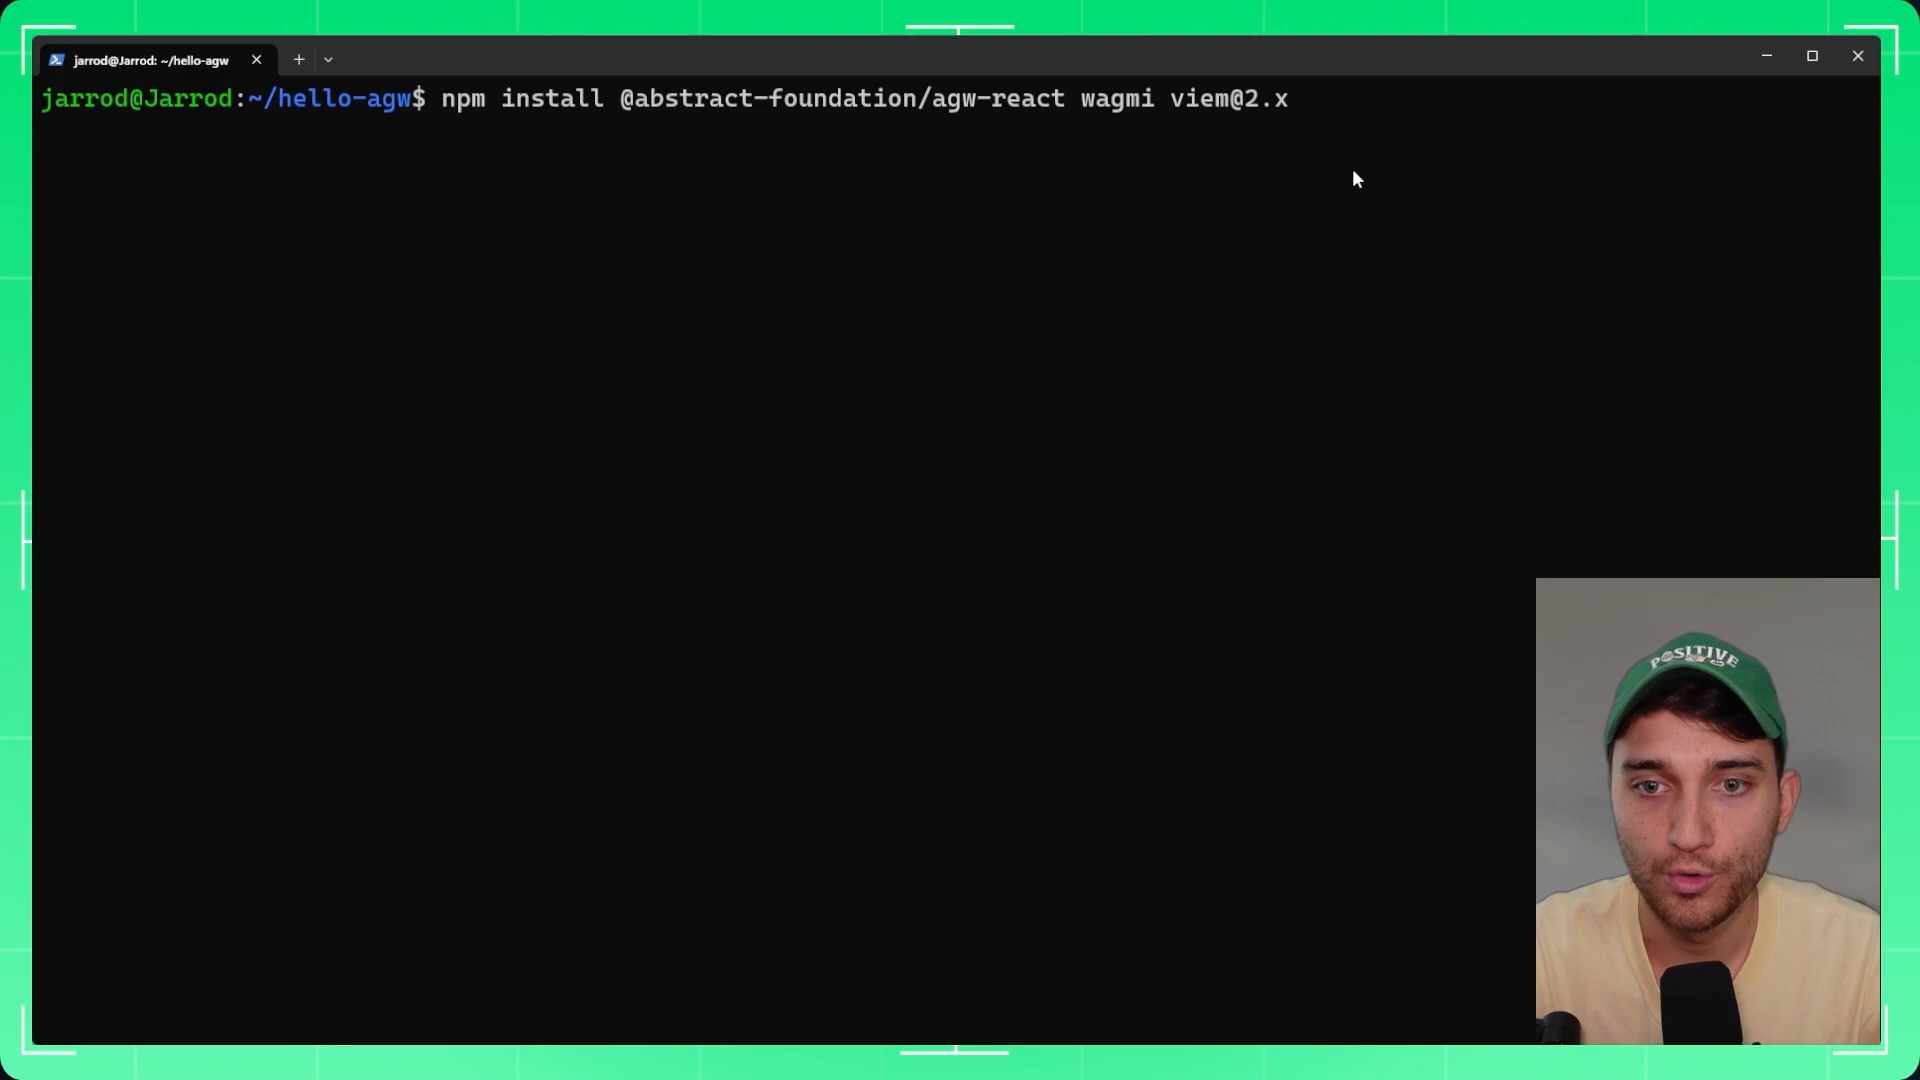 jarrod@Jarrod: ~/hello-agw
jarrod@Jarrod:~/hello-agw$ npm install @abstract-foundation/agw-react wagmi viem@2.x
POSITIVE